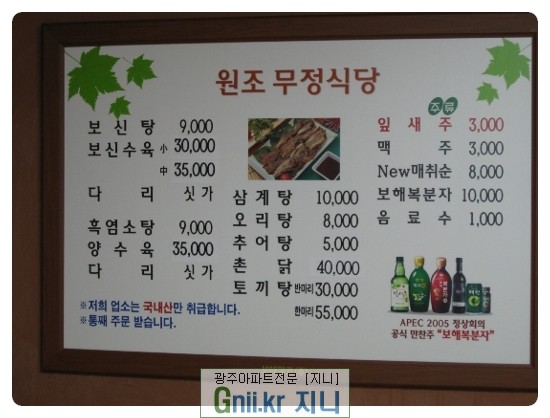 원조 무정식당
보신탕 9,000
보신수육 小 30,000
中 35,000
다리 싯가
흑염소탕 9,000
양수육 35,000
다리 싯가
※저희 업소는 국내산만 취급합니다.
※통째 주문 받습니다.
삼계탕 10,000
오리탕 8,000
추어탕 5,000
촌닭 40,000
토끼탕 반마리 30,000
한마리 55,000
주류
잎새주 3,000
맥주 3,000
New매취순 8,000
보해복분자 10,000
음료수 1,000
APEC 2005 정상회의
공식 만찬주 "보해복분자"
광주아파트전문 [지니]
Gnii.kr 지니